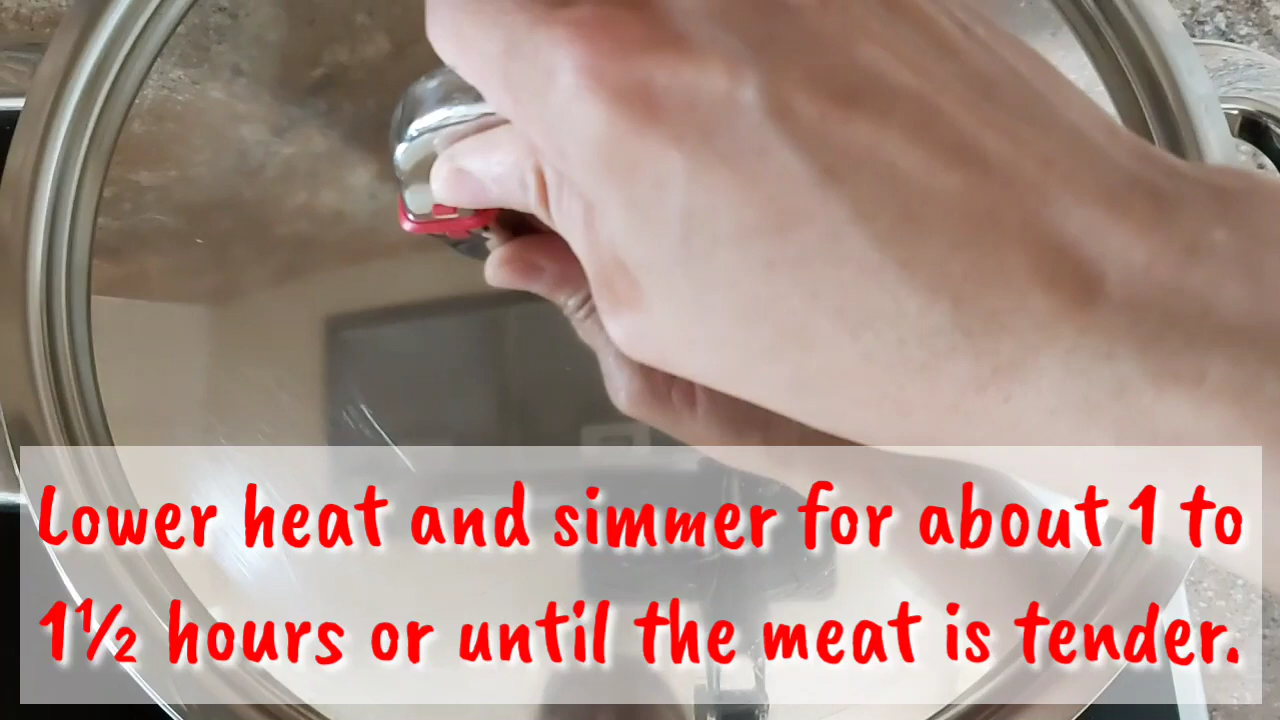 Lower heat and simmer for about 1 to
1½ hours or until the meat is tender.